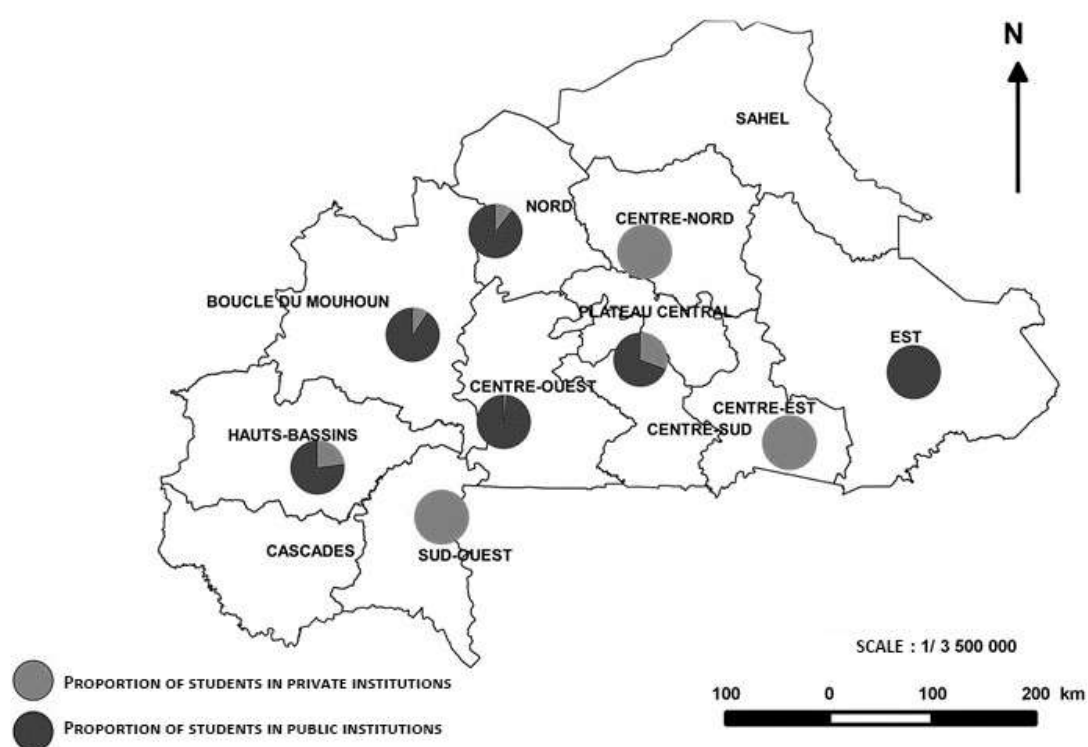 N
SAHEL
NORD
CENTRE-NORD
BOUCLE DU MOUHOUN
PLATEAU CENTRAL
EST
CENTRE-OUEST
CENTRE-EST
CENTRE-SUD
HAUTS-BASSINS
CASCADES
SUD-OUEST
SCALE : 1/ 3 500 000
PROPORTION OF STUDENTS IN PRIVATE INSTITUTIONS
100 0 100 200 km
PROPORTION OF STUDENTS IN PUBLIC INSTITUTIONS